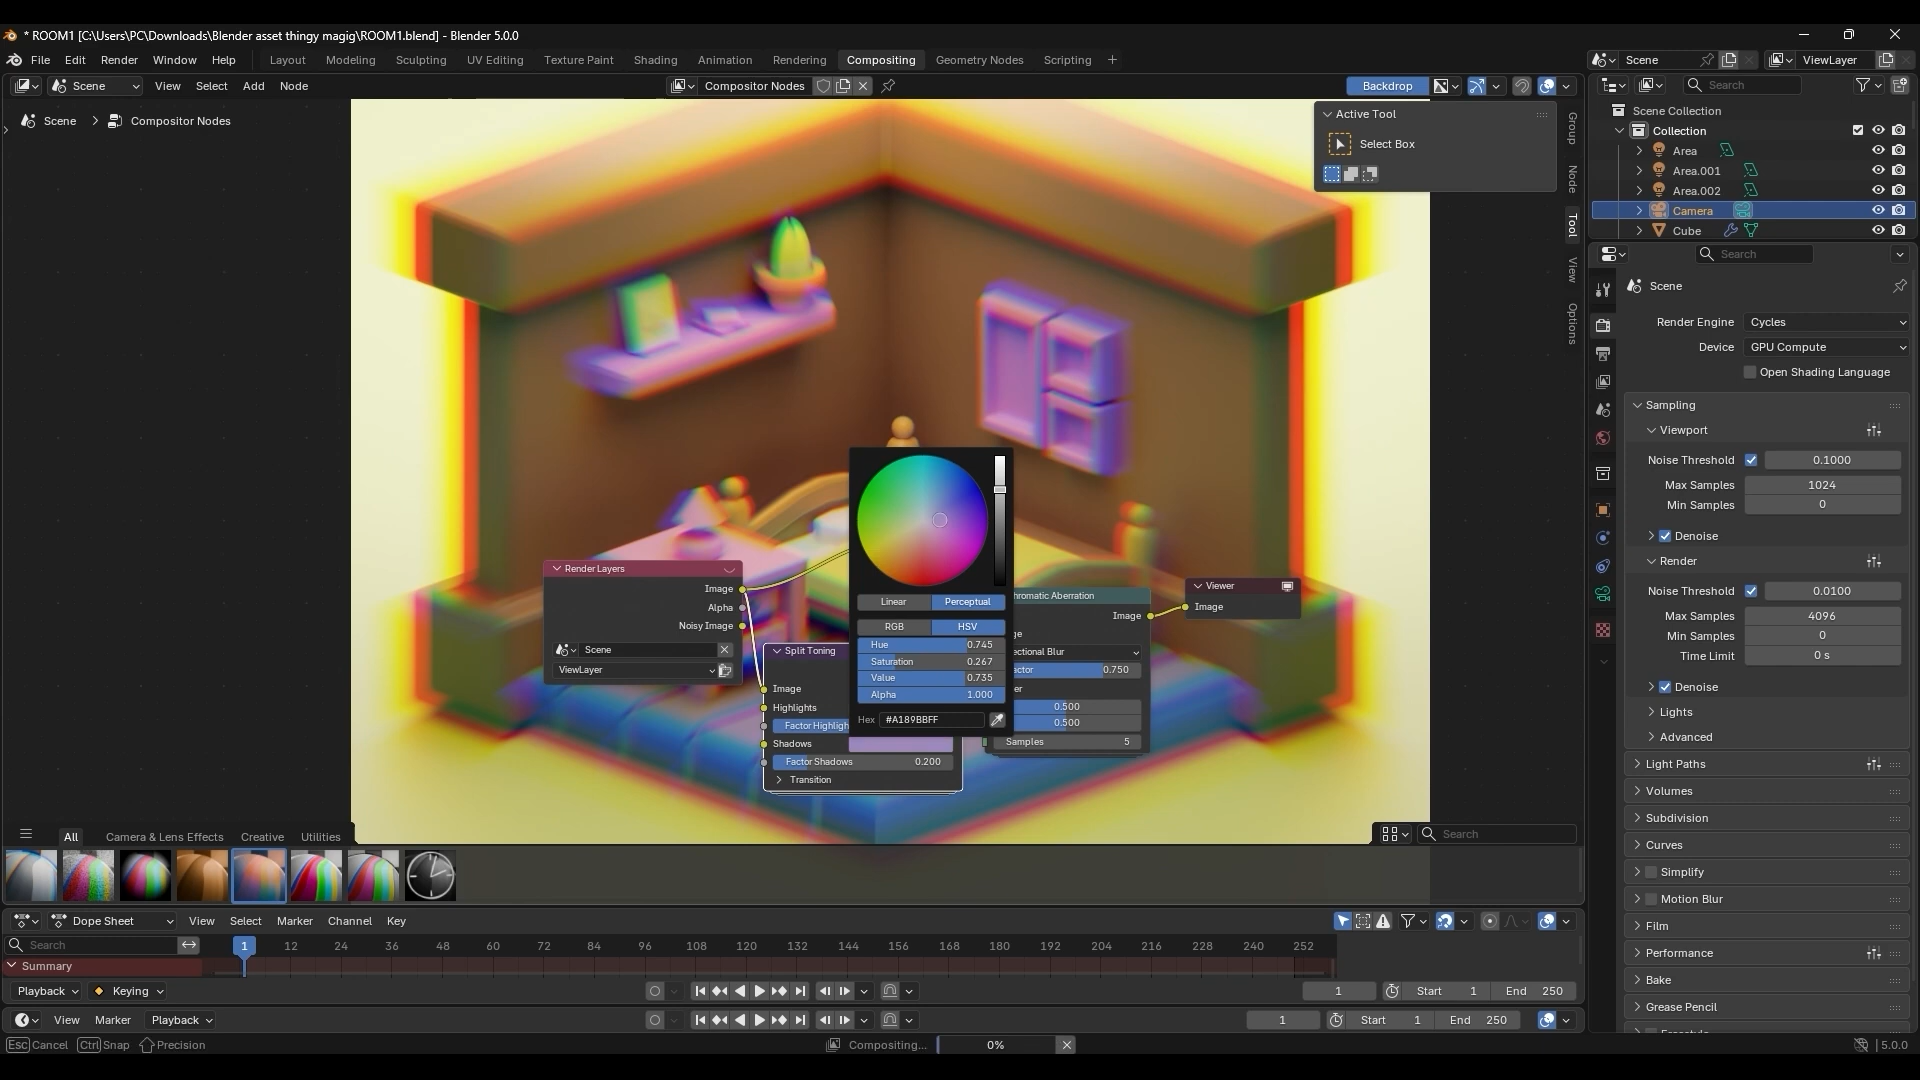 * ROOM1 [C:\Users\PC\Downloads\Blender asset thingy magig\ROOM1.blend] - Blender 5.0.0
File Edit Render Window Help Layout Modeling Sculpting UV Editing Texture Paint Shading Animation Rendering Compositing Geometry Nodes Scripting + Scene ViewLayer
Scene View Select Add Node Compositor Nodes Backdrop Search
Scene > Compositor Nodes
Active Tool
Select Box
Group
Node
Tool
View
Options
Scene Collection
Collection
Area
Area.001
Area.002
Camera
Cube
Search
Scene
Render Engine Cycles
Device GPU Compute
Open Shading Language
Sampling
Viewport
Noise Threshold 0.1000
Max Samples 1024
Min Samples 0
Denoise
Render
Noise Threshold 0.0100
Max Samples 4096
Min Samples 0
Time Limit 0 s
Denoise
Lights
Advanced
Light Paths
Volumes
Subdivision
Curves
Simplify
Motion Blur
Film
Performance
Bake
Grease Pencil
Render Layers
Image
Alpha
Noisy Image
Scene
ViewLayer
Split Toning
Image
Highlights
Factor Highligh
Shadows
Factor Shadows 0.200
Transition
Linear Perceptual
RGB HSV
Hue 0.745
Saturation 0.267
Value 0.735
Alpha 1.000
Hex #A189BBFF
hromatic Aberration
Image
ge
ectional Blur
actor 0.750
er
0.500
0.500
Samples 5
Viewer
Image
All Camera & Lens Effects Creative Utilities Search
Dope Sheet View Select Marker Channel Key
Search 1 12 24 36 48 60 72 84 96 108 120 132 144 156 168 180 192 204 216 228 240 252
Summary
Playback Keying 1 Start 1 End 250
View Marker Playback 1 Start 1 End 250
Esc Cancel Ctrl Snap Precision Compositing... 0% 5.0.0